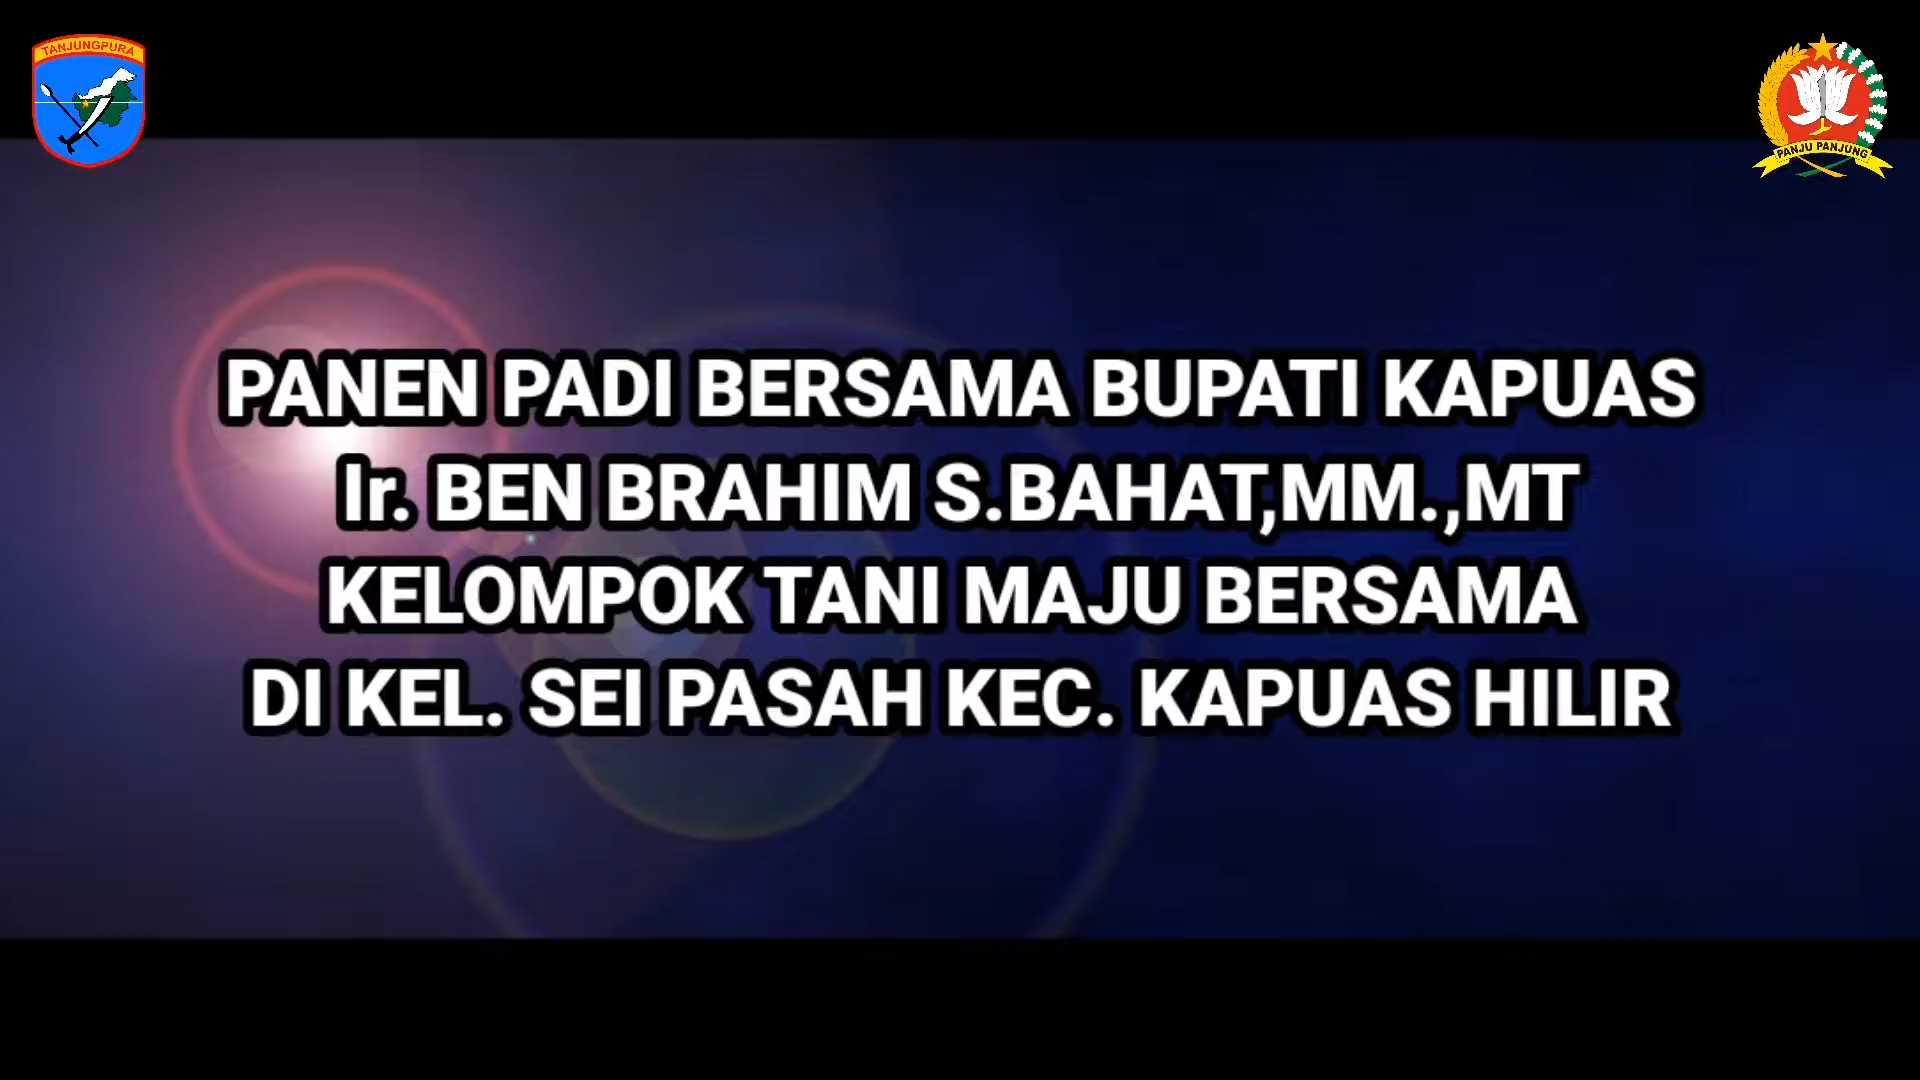 TANJUNGPURA
PANJU PANJUNG
PANEN PADI BERSAMA BUPATI KAPUAS
Ir. BEN BRAHIM S.BAHAT,MM.,MT
KELOMPOK TANI MAJU BERSAMA
DI KEL. SEI PASAH KEC. KAPUAS HILIR